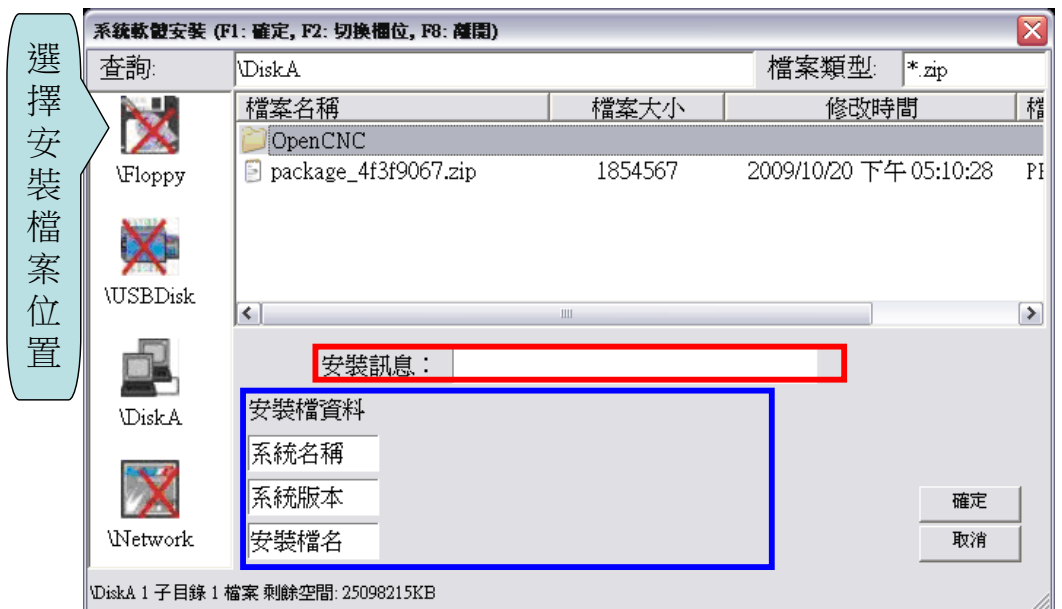 選擇安裝檔案位置
系統軟體安裝 (F1: 確定, F2: 切換欄位, F8: 離開)
查詢: \DiskA 檔案類型: *.zip
檔案名稱 檔案大小 修改時間 檔
OpenCNC
package_4f3f9067.zip 1854567 2009/10/20 下午 05:10:28
\Floppy
\USBDisk
\DiskA
\Network
安裝訊息：
安裝檔資料
系統名稱
系統版本
安裝檔名
確定
取消
\DiskA 1 子目錄 1 檔案 剩餘空間: 25098215KB